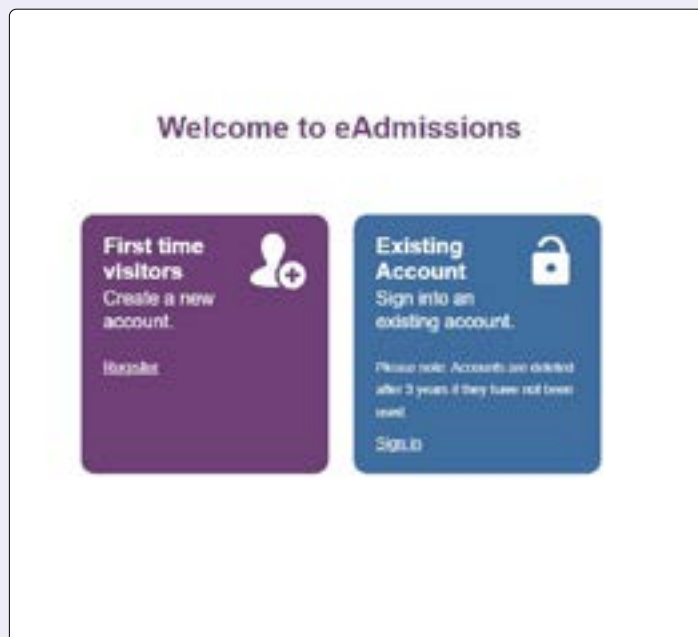 Welcome to eAdmissions
First time
visitors
Create a new
account.
Register
Existing
Account
Sign into an
existing account.
Please note: Accounts are deleted
after 3 years if they have not been
used.
Sign in